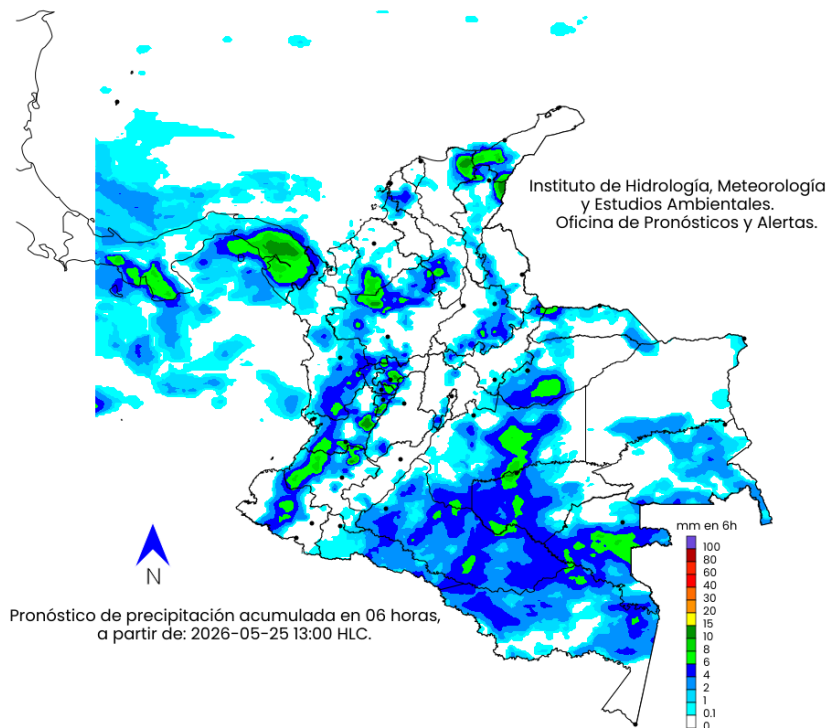 Instituto de Hidrología, Meteorología
y Estudios Ambientales.
Oficina de Pronósticos y Alertas.
N
Pronóstico de precipitación acumulada en 06 horas,
a partir de: 2026-05-25 13:00 HLC.
mm en 6h
100
80
60
40
30
20
15
10
8
6
4
2
1
0.1
0